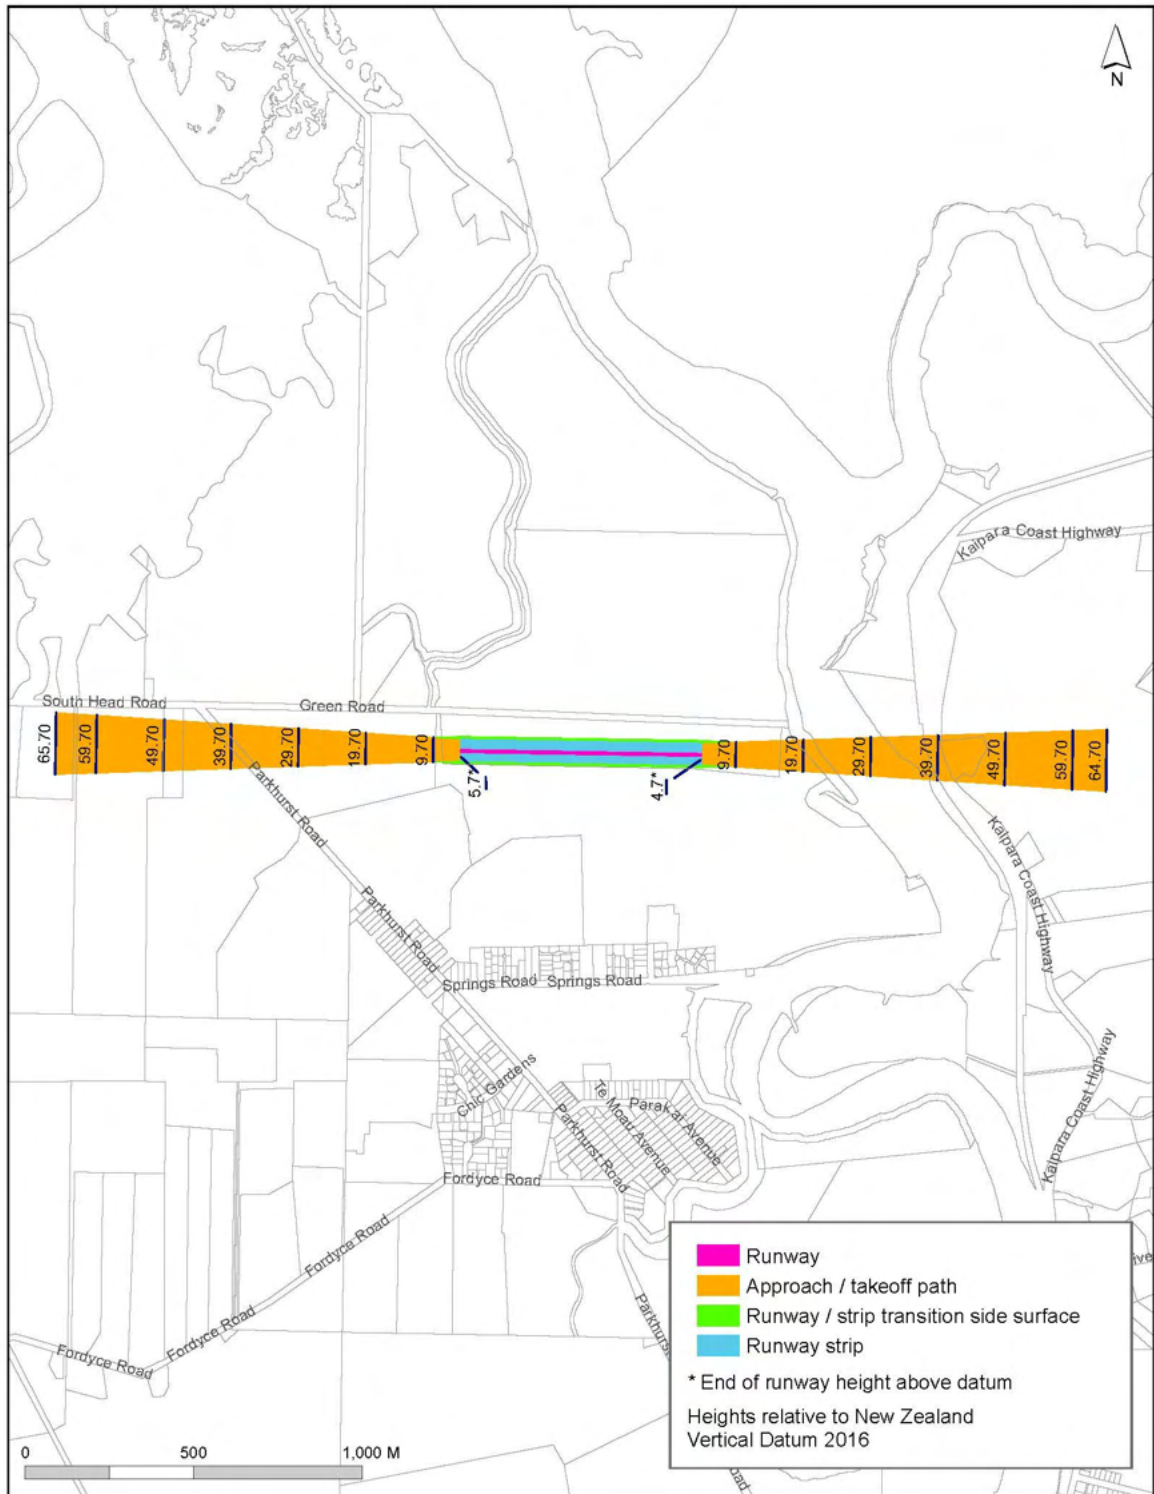 N
Kaipara Coast Highway
South Head Road
Green Road
65.70
59.70
49.70
39.70
29.70
19.70
9.70
5.7*
4.7*
9.70
19.70
29.70
39.70
49.70
59.70
64.70
Parkhurst Road
Kaipara Coast Highway
Parkhurst Road
Springs Road
Springs Road
Chic Gardens
Te Moau Avenue
Parakai Avenue
Parkhurst Road
Kaipara Coast Highway
Fordyce Road
Fordyce Road
Fordyce Road
Fordyce Road
Runway
Approach / takeoff path
Runway / strip transition side surface
Runway strip
* End of runway height above datum
Heights relative to New Zealand
Vertical Datum 2016
0 500 1,000 M